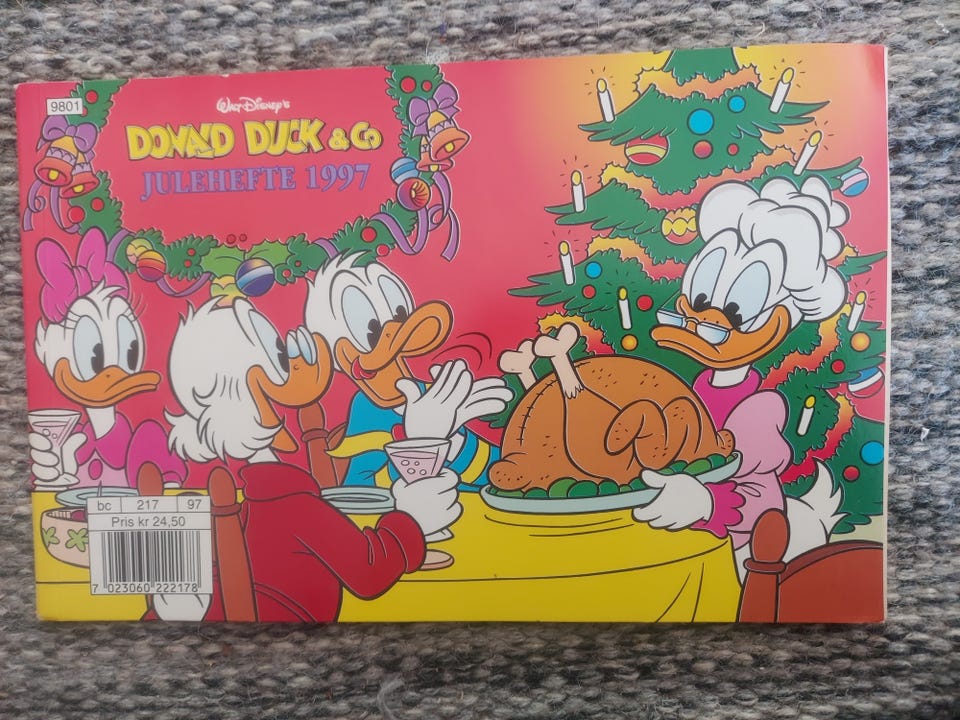 9801
WALT DISNEY'S
DONALD DUCK & Co
JULEHEFTE 1997
bc 217 97
Pris kr 24,50
7 023060 222178